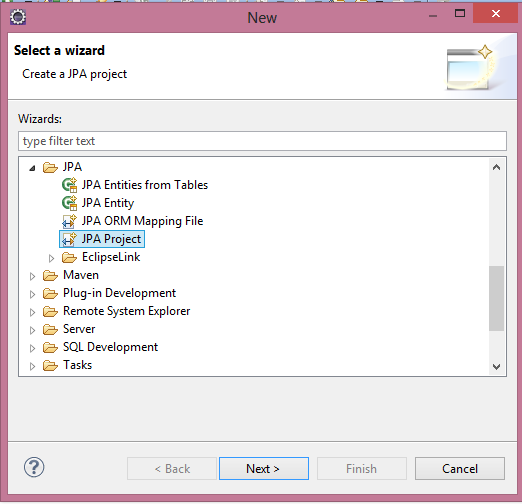 New
Select a wizard
Create a JPA project
Wizards:
type filter text
JPA
JPA Entities from Tables
JPA Entity
JPA ORM Mapping File
JPA Project
EclipseLink
Maven
Plug-in Development
Remote System Explorer
Server
SQL Development
Tasks
?
< Back
Next >
Finish
Cancel